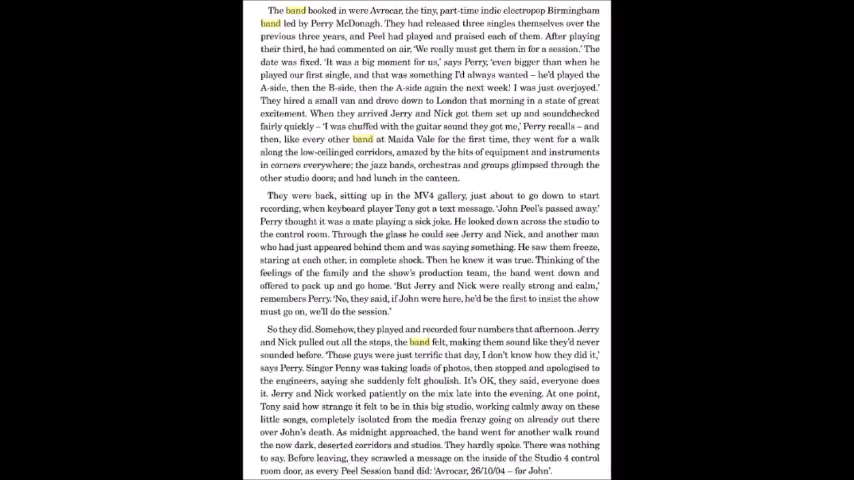 The band booked in were Avrocar, the tiny, part-time indie electropop Birmingham
band led by Perry McDonagh. They had released three singles themselves over the
previous three years, and Peel had played and praised each of them. After playing
their third, he had commented on air, ‘We really must get them in for a session.’ The
date was fixed. ‘It was a big moment for us,’ says Perry, ‘even bigger than when he
played our first single, and that was something I’d always wanted – he’d played the
A-side, then the B-side, then the A-side again the next week! I was just overjoyed.’
They hired a small van and drove down to London that morning in a state of great
excitement. When they arrived Jerry and Nick got them set up and soundchecked
fairly quickly – ‘I was chuffed with the guitar sound they got me,’ Perry recalls – and
then, like every other band at Maida Vale for the first time, they went for a walk
along the low-ceilinged corridors, amazed by the bits of equipment and instruments
in corners everywhere; the jazz bands, orchestras and groups glimpsed through the
other studio doors; and had lunch in the canteen.
They were back, sitting up in the MV4 gallery, just about to go down to start
recording, when keyboard player Tony got a text message. ‘John Peel’s passed away.’
Perry thought it was a mate playing a sick joke. He looked down across the studio to
the control room. Through the glass he could see Jerry and Nick, and another man
who had just appeared behind them and was saying something. He saw them freeze,
staring at each other, in complete shock. Then he knew it was true. Thinking of the
feelings of the family and the show’s production team, the band went down and
offered to pack up and go home. ‘But Jerry and Nick were really strong and calm,’
remembers Perry. ‘No, they said, if John were here, he’d be the first to insist the show
must go on, we’ll do the session.’
So they did. Somehow, they played and recorded four numbers that afternoon. Jerry
and Nick pulled out all the stops, the band felt, making them sound like they’d never
sounded before. ‘Those guys were just terrific that day, I don’t know how they did it,’
says Perry. Singer Penny was taking loads of photos, then stopped and apologised to
the engineers, saying she suddenly felt ghoulish. It’s OK, they said, everyone does
it. Jerry and Nick worked patiently on the mix late into the evening. At one point,
Tony said how strange it felt to be in this big studio, working calmly away on these
little songs, completely isolated from the media frenzy going on already out there
over John’s death. As midnight approached, the band went for another walk round
the now dark, deserted corridors and studios. They hardly spoke. There was nothing
to say. Before leaving, they scrawled a message on the inside of the Studio 4 control
room door, as every Peel Session band did: ‘Avrocar, 26/10/04 – for John’.